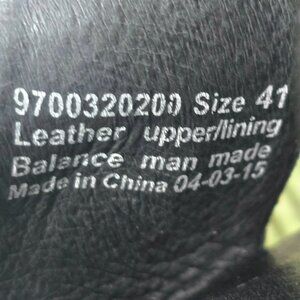 9700320200 Size 41
Leather upper/lining
Balance man made
Made in China 04-03-15